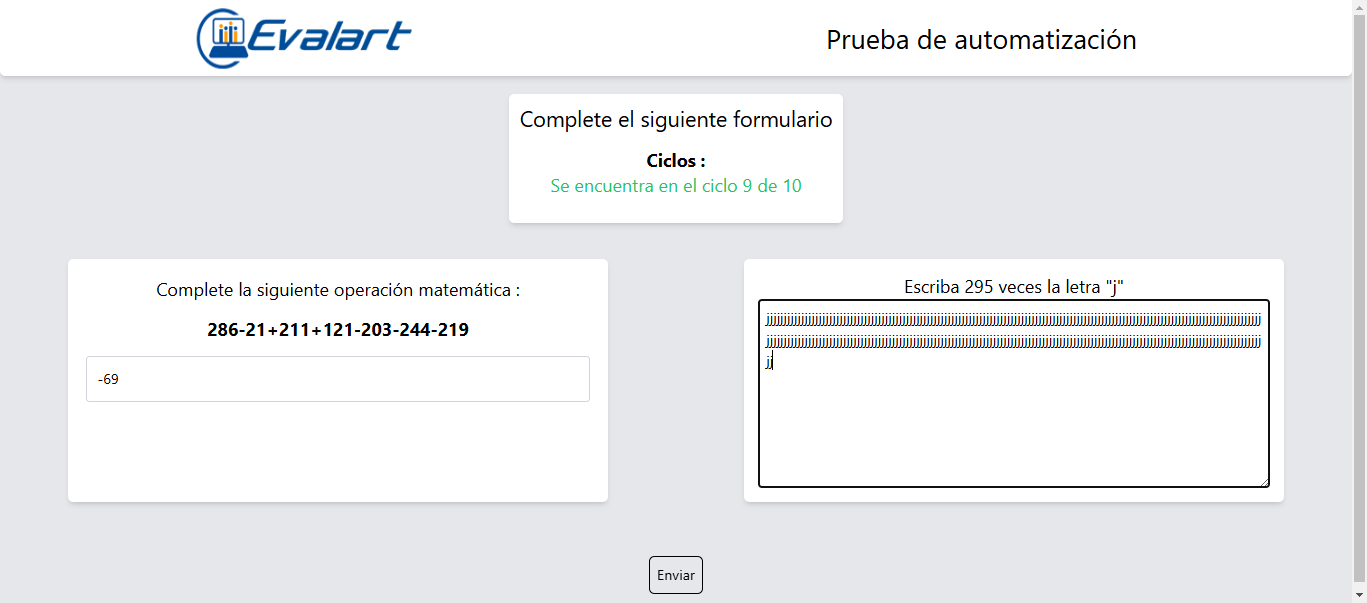 Evalart
Prueba de automatización
Complete el siguiente formulario
Ciclos :
Se encuentra en el ciclo 9 de 10
Complete la siguiente operación matemática :
286-21+211+121-203-244-219
-69
Escriba 295 veces la letra "j"
jj
Enviar